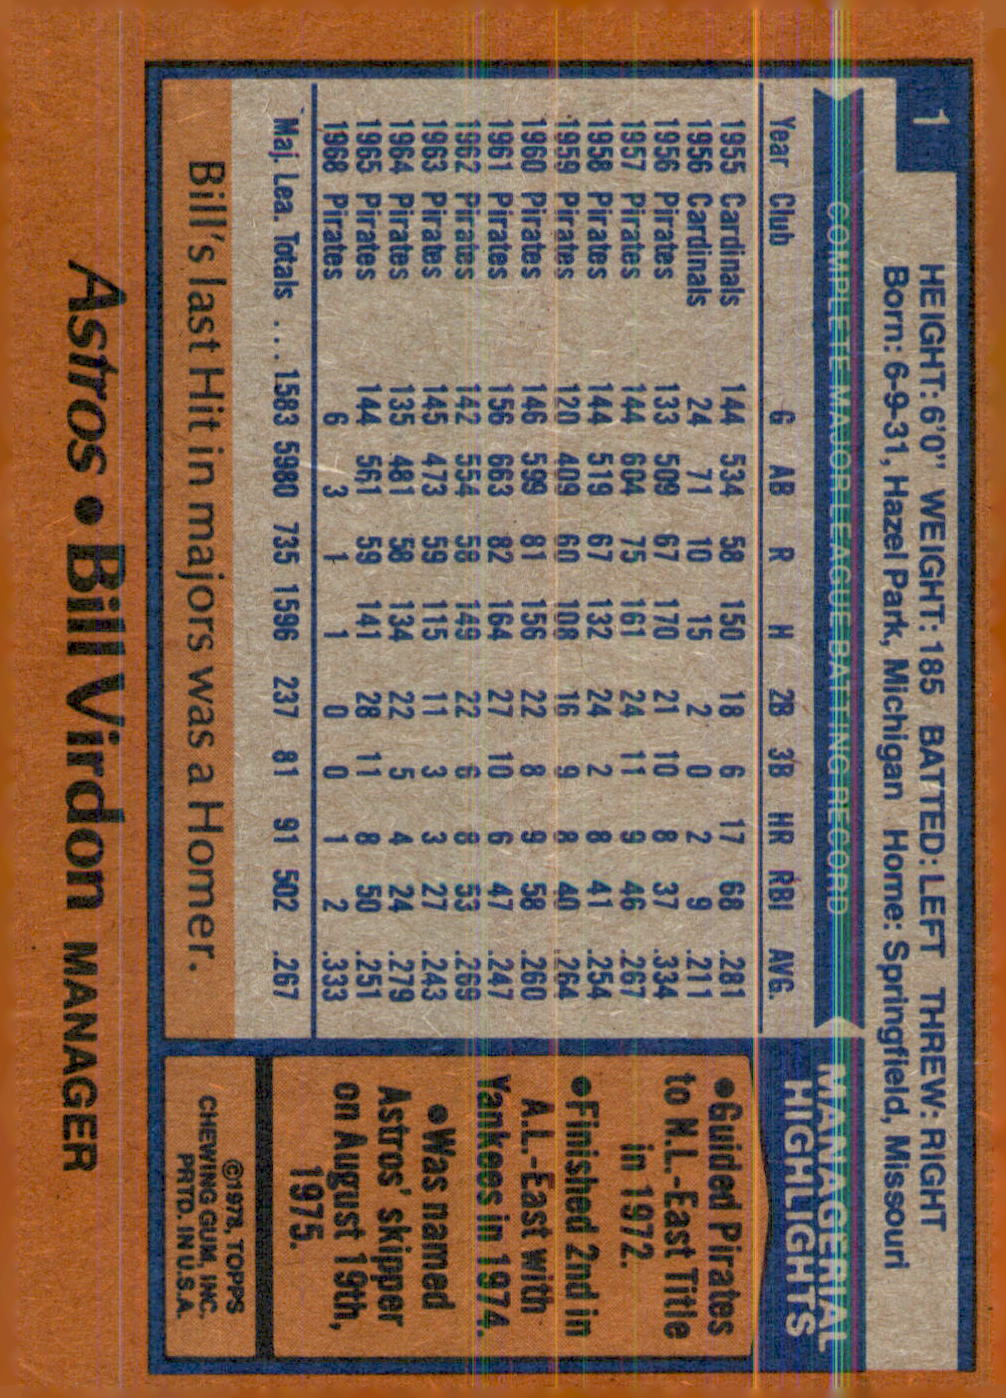 1
HEIGHT: 6'0" WEIGHT: 185 BATTED: LEFT THREW: RIGHT
Born: 6-9-31, Hazel Park, Michigan Home: Springfield, Missouri
COMPLETE MAJOR LEAGUE BATTING RECORD
Year Club G AB R H 2B 3B HR RBI AVG.
1955 Cardinals 144 534 58 150 18 6 17 68 .281
1956 Cardinals 24 71 10 15 2 0 2 9 .211
1956 Pirates 133 509 67 170 21 10 8 37 .334
1957 Pirates 144 604 75 161 24 11 9 46 .267
1958 Pirates 144 519 67 132 24 2 8 41 .254
1959 Pirates 120 409 60 108 16 9 8 40 .264
1960 Pirates 146 599 81 156 22 8 9 58 .260
1961 Pirates 156 663 82 164 27 10 6 47 .247
1962 Pirates 142 554 58 149 22 6 8 53 .269
1963 Pirates 145 473 59 115 11 3 3 27 .243
1964 Pirates 135 481 58 134 22 5 4 24 .279
1965 Pirates 144 561 59 141 28 11 8 50 .251
1968 Pirates 6 3 1 1 0 0 1 2 .333
Maj. Lea. Totals ... 1583 5980 735 1596 237 81 91 502 .267
Bill's last Hit in majors was a Homer.
MANAGERIAL
HIGHLIGHTS
●Guided Pirates
to N.L.-East Title
in 1972.
●Finished 2nd in
A.L.-East with
Yankees in 1974.
●Was named
Astros' skipper
on August 19th,
1975.
©1978, TOPPS
CHEWING GUM, INC.
PRTD. IN U.S.A.
Astros ● Bill Virdon MANAGER